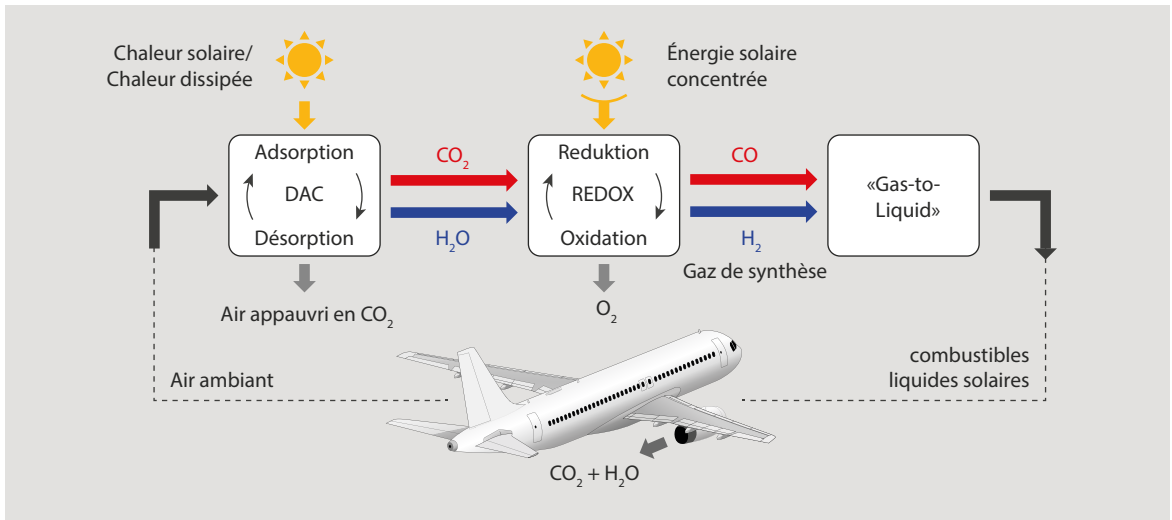 Chaleur solaire/
Chaleur dissipée
Énergie solaire
concentrée
Adsorption
DAC
Désorption
CO₂
H₂O
Reduktion
REDOX
Oxidation
CO
H₂
Gaz de synthèse
«Gas-to-
Liquid»
Air appauvri en CO₂
O₂
Air ambiant
combustibles
liquides solaires
CO₂ + H₂O